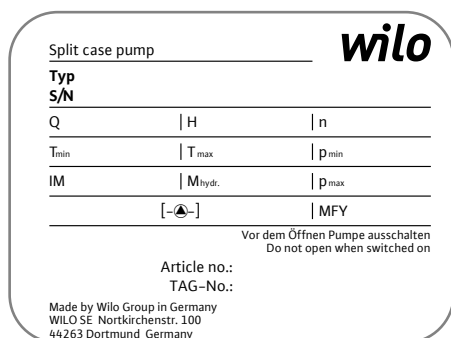 Split case pump
wilo
Typ
S/N
Q | H | n
Tmin | Tmax | pmin
IM | Mhydr. | pmax
[-▲-] | MFY
Vor dem Öffnen Pumpe ausschalten
Do not open when switched on
Article no.:
TAG-No.:
Made by Wilo Group in Germany
WILO SE Nortkirchenstr. 100
44263 Dortmund Germany